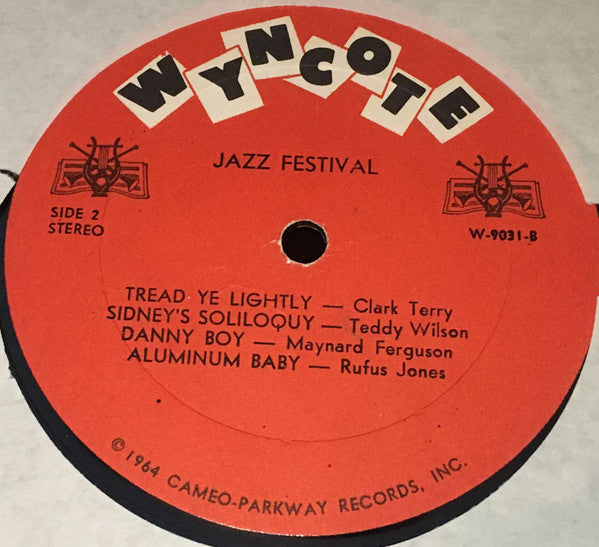 WYNCOTE
JAZZ FESTIVAL
SIDE 2
STEREO
W-9031-B
TREAD YE LIGHTLY — Clark Terry
SIDNEY'S SOLILOQUY — Teddy Wilson
DANNY BOY — Maynard Ferguson
ALUMINUM BABY — Rufus Jones
© 1964 CAMEO-PARKWAY RECORDS, INC.